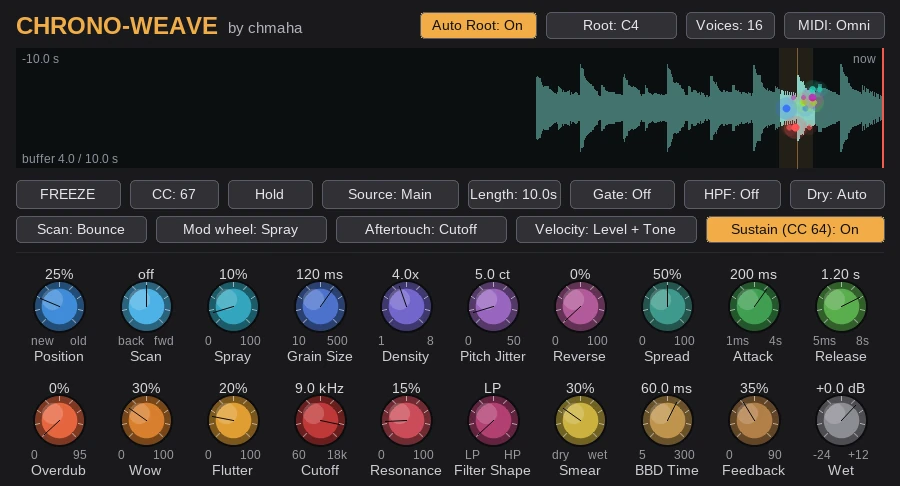 CHRONO-WEAVE by chmaha Auto Root: On Root: C4 Voices: 16 MIDI: Omni
-10.0 s now
buffer 4.0 / 10.0 s
FREEZE CC: 67 Hold Source: Main Length: 10.0s Gate: Off HPF: Off Dry: Auto
Scan: Bounce Mod wheel: Spray Aftertouch: Cutoff Velocity: Level + Tone Sustain (CC 64): On
25% off 10% 120 ms 4.0x 5.0 ct 0% 50% 200 ms 1.20 s
new old back fwd 0 100 10 500 1 8 0 50 0 100 0 100 1ms 4s 5ms 8s
Position Scan Spray Grain Size Density Pitch Jitter Reverse Spread Attack Release
0% 30% 20% 9.0 kHz 15% LP 30% 60.0 ms 35% +0.0 dB
0 95 0 100 0 100 60 18k 0 100 LP HP dry wet 5 300 0 90 -24 +12
Overdub Wow Flutter Cutoff Resonance Filter Shape Smear BBD Time Feedback Wet